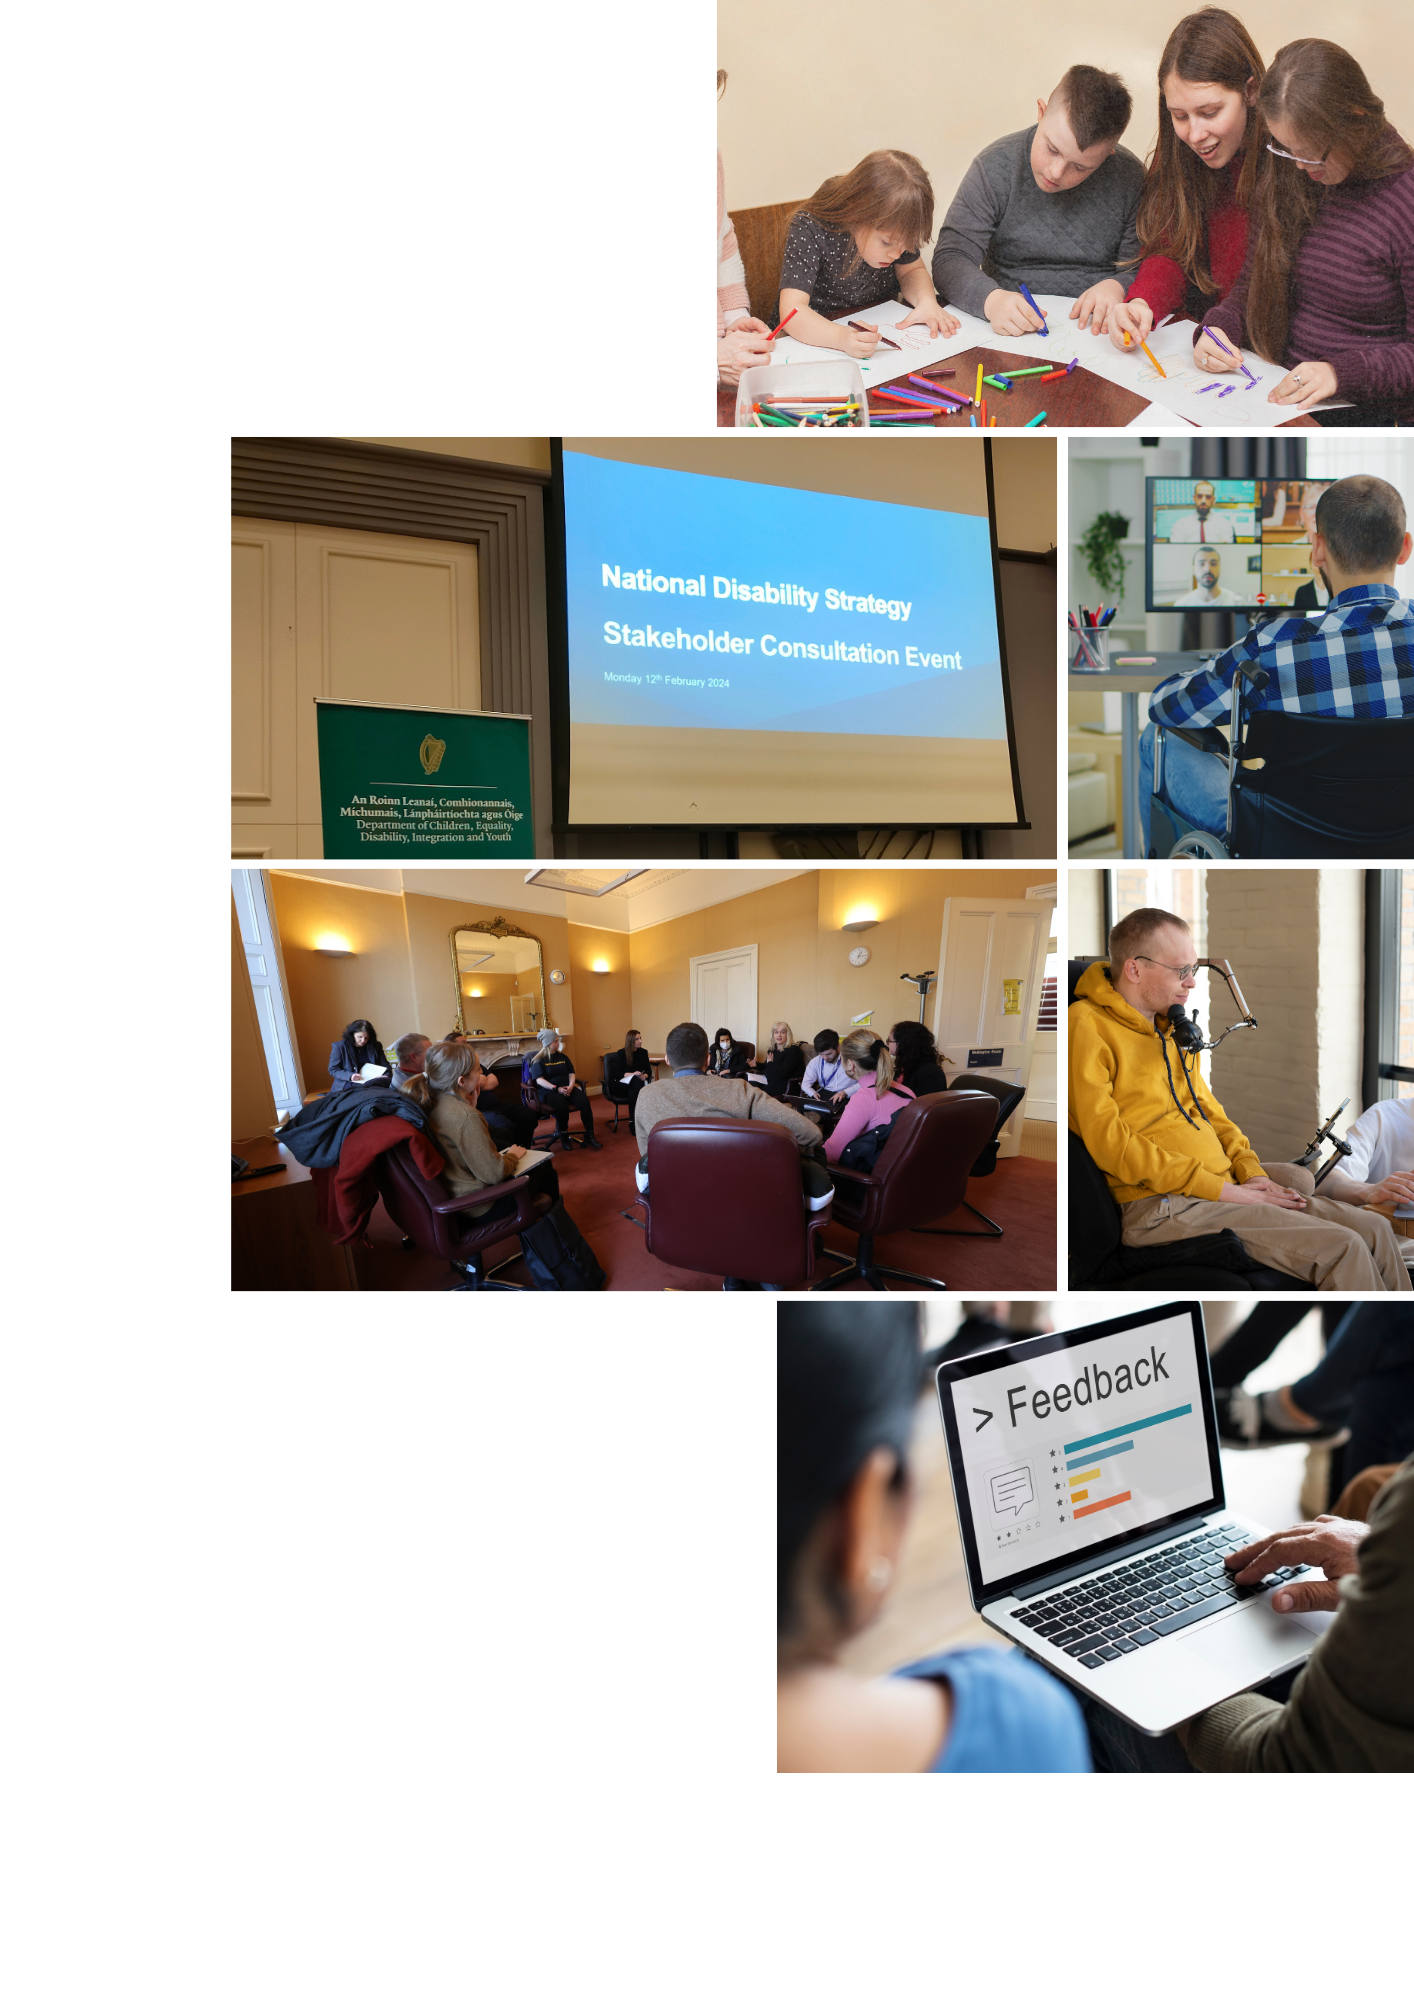 National Disability Strategy
Stakeholder Consultation Event
Monday 12th February 2024
An Roinn Leanaí, Comhionannais,
Míchumais, Lánpháirtíochta agus Óige
Department of Children, Equality,
Disability, Integration and Youth
> Feedback